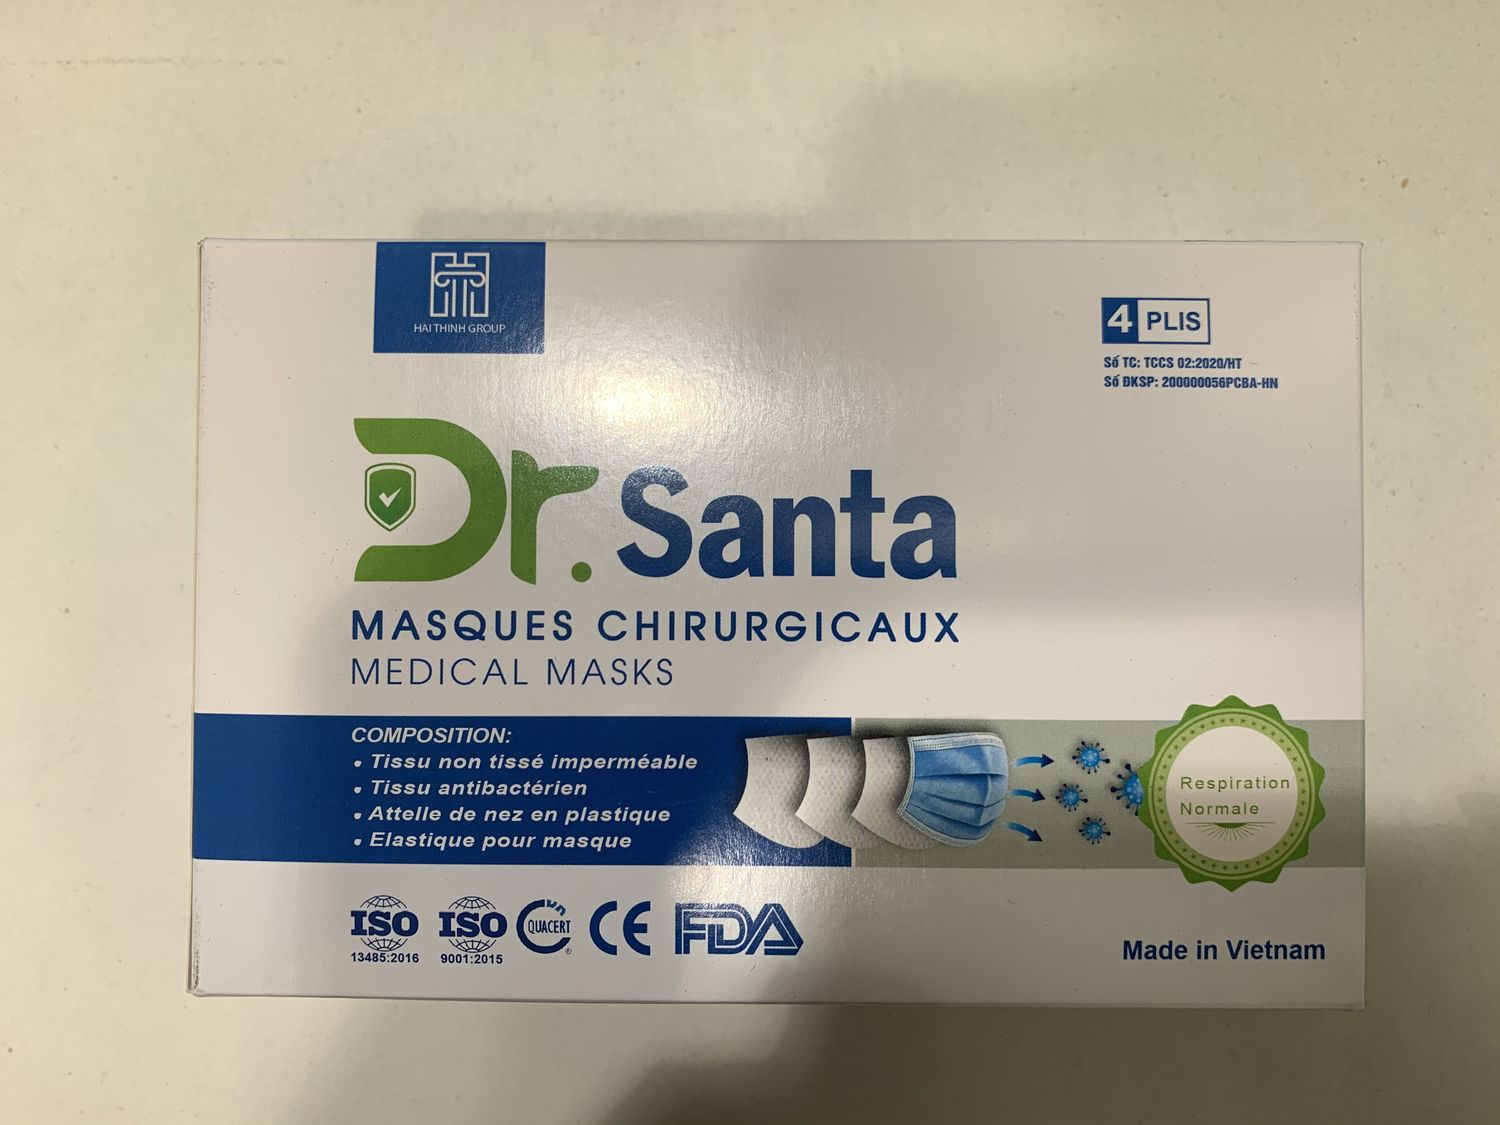 HAI THINH GROUP
4 PLIS
Số TC: TCCS 02:2020/HT
Số ĐKSP: 200000056PCBA-HN
Dr. Santa
MASQUES CHIRURGICAUX
MEDICAL MASKS
COMPOSITION:
• Tissu non tissé imperméable
• Tissu antibactérien
• Attelle de nez en plastique
• Elastique pour masque
Respiration
Normale
ISO
13485:2016
ISO
9001:2015
QUACERT
®
CE
FDA
Made in Vietnam